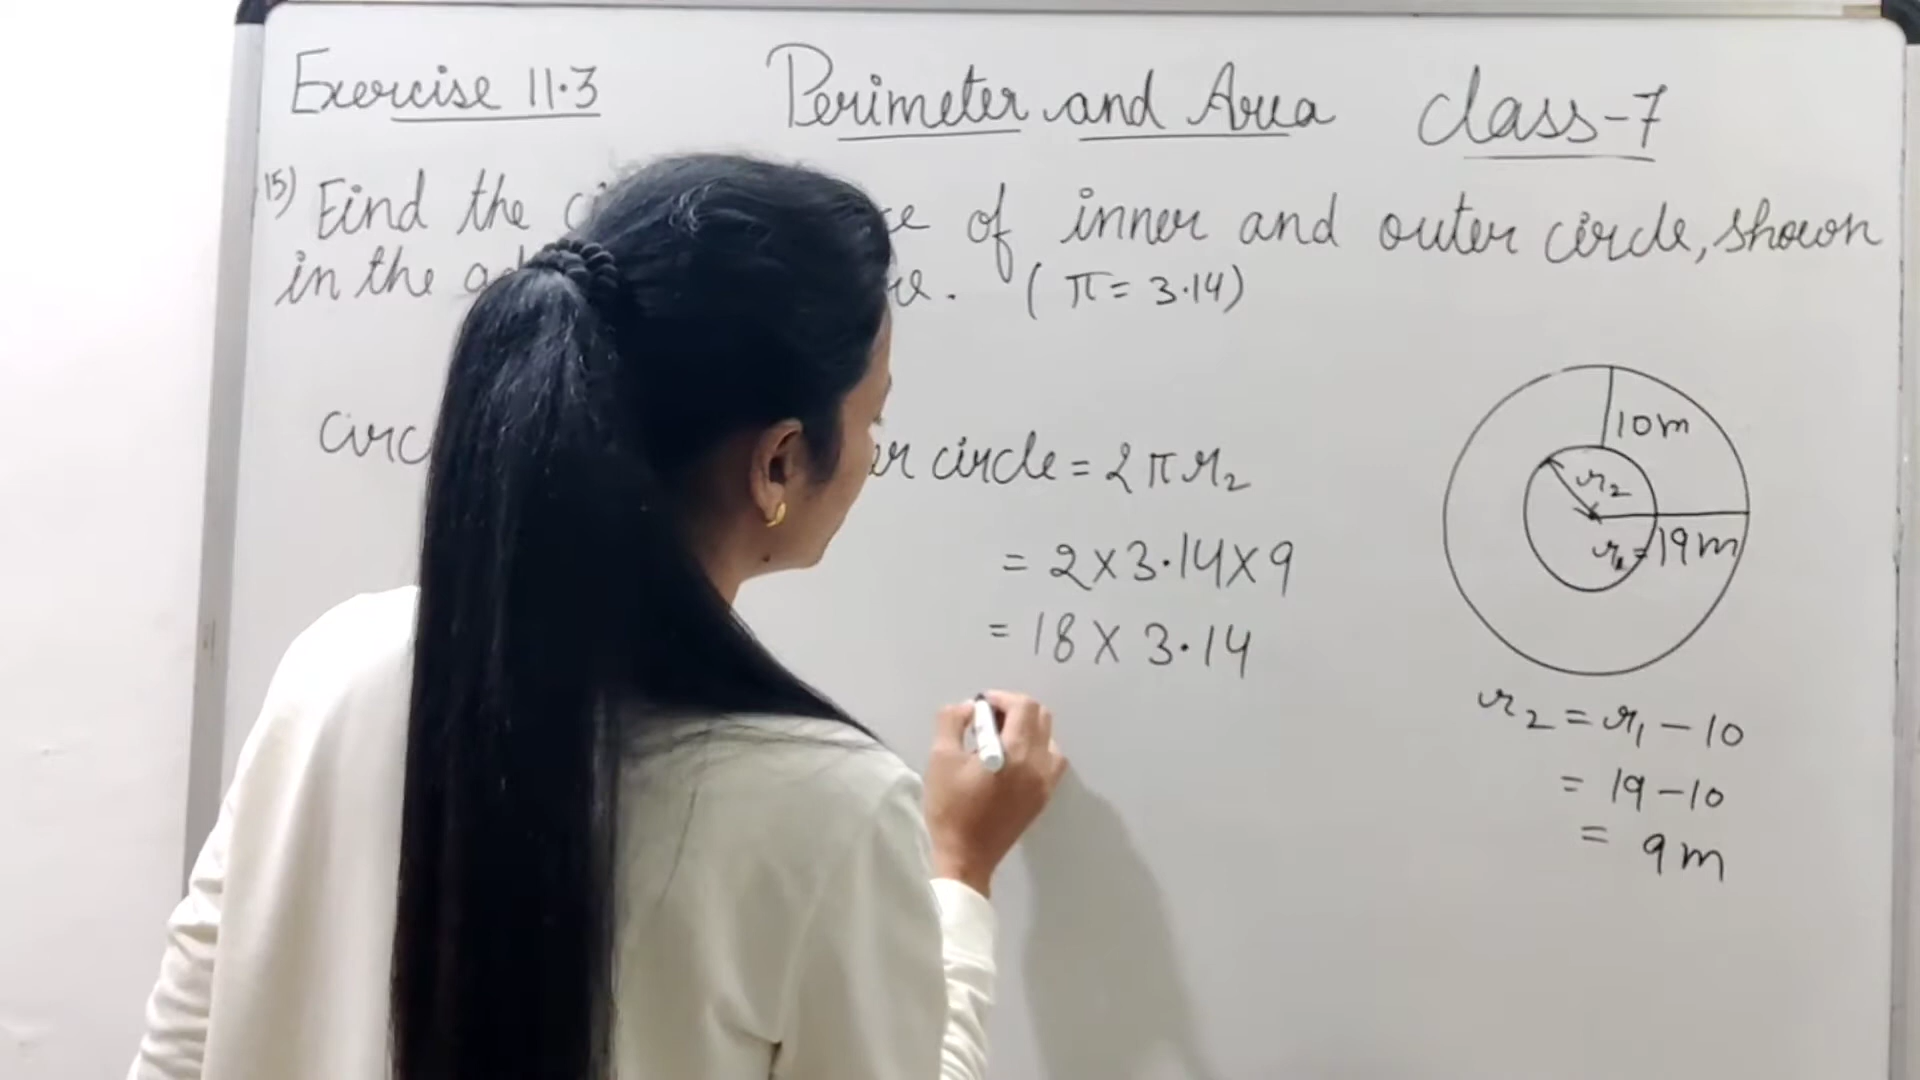 Exercise 11.3 Perimeter and Area Class-7
15) Find the of inner and outer circle, shown
in the (π = 3.14)
circle = 2πr₂
= 2×3.14×9
= 18 × 3.14
10m
r₂
r₁=19m
r₂ = r₁ - 10
= 19-10
= 9m